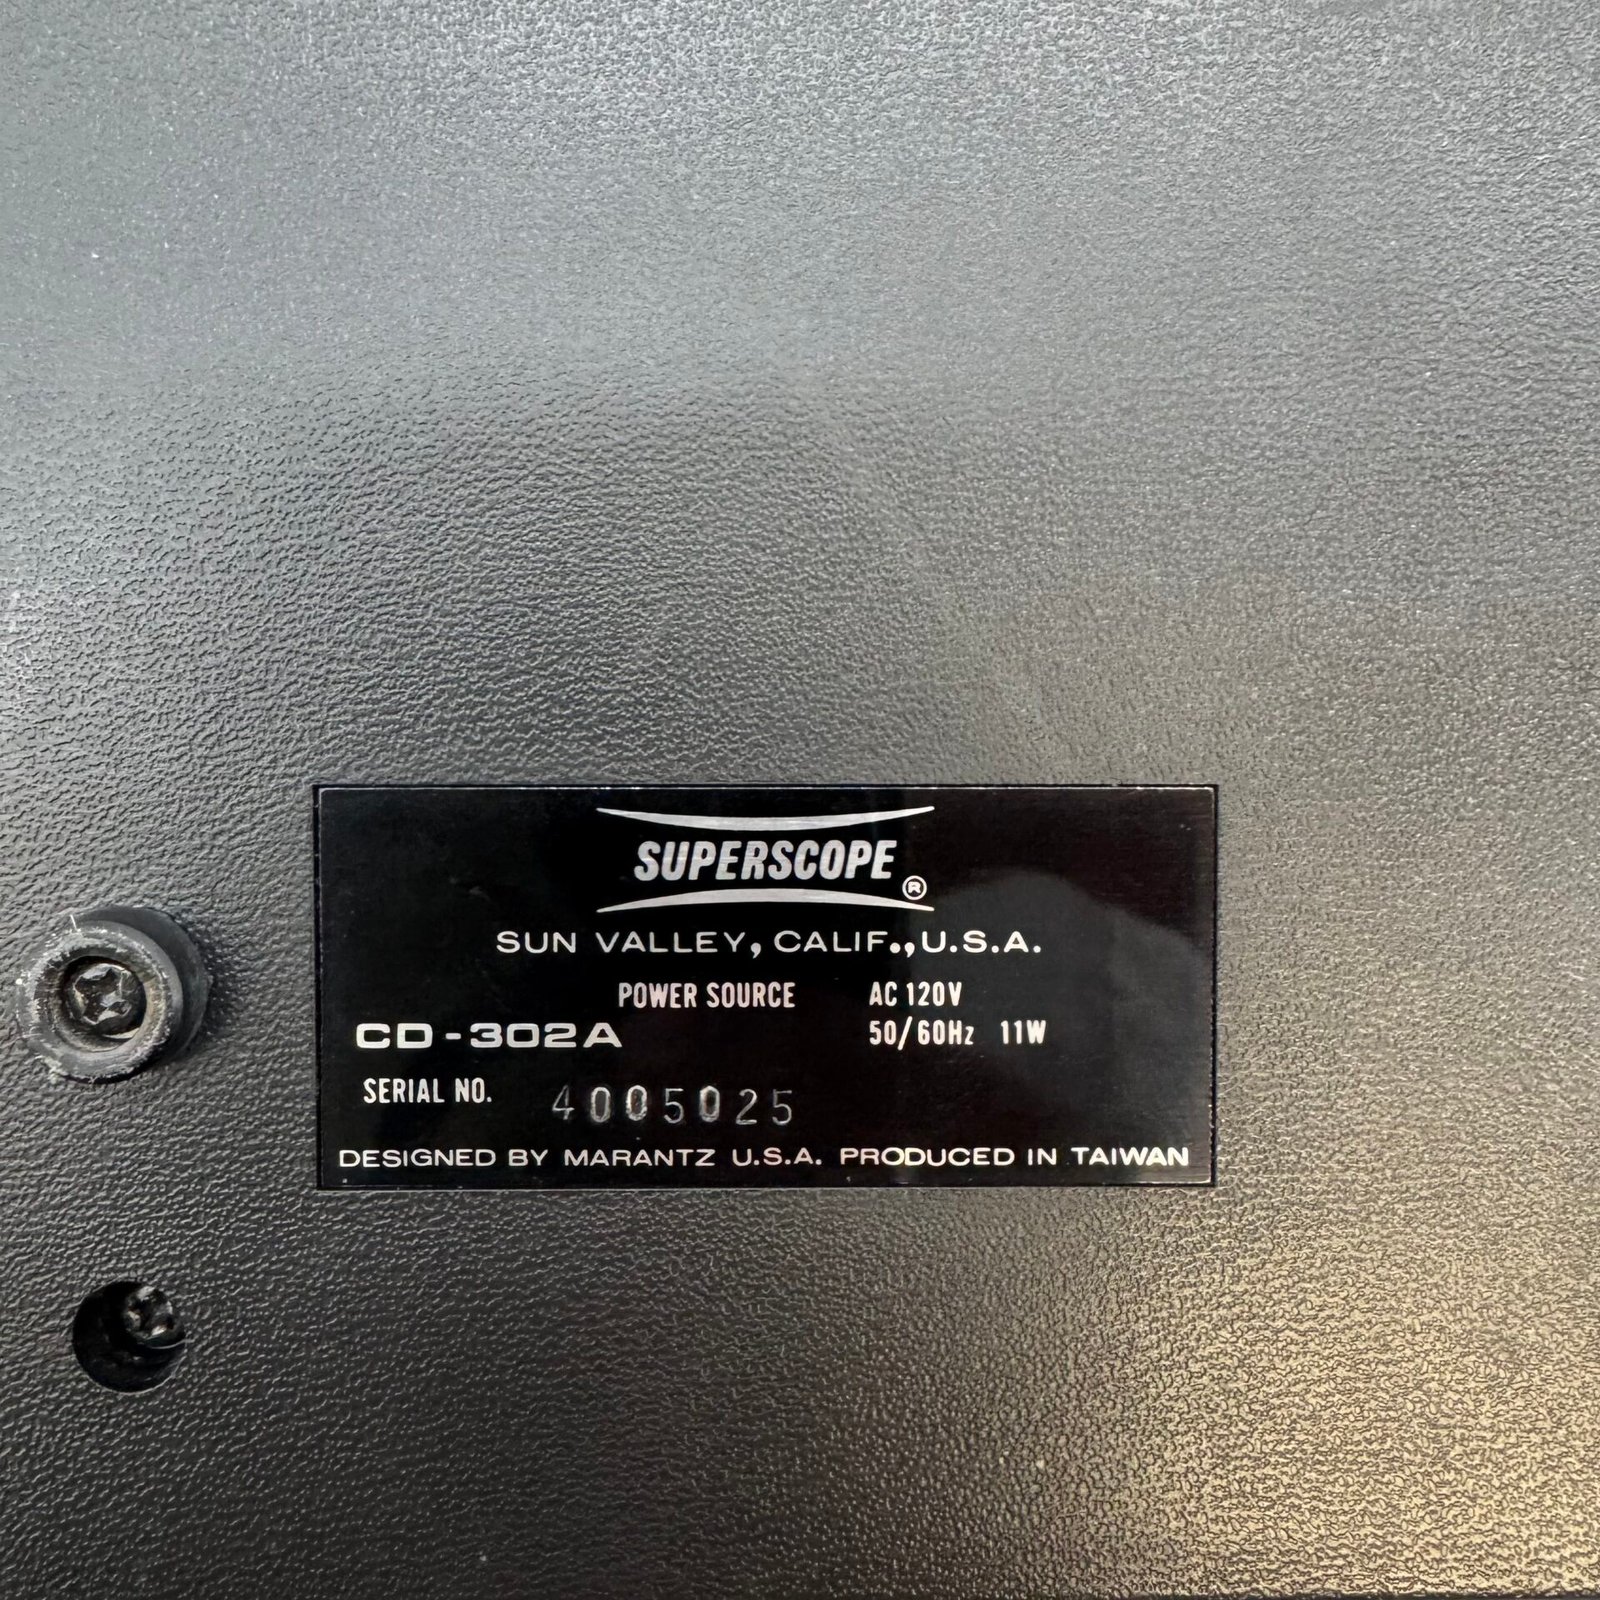 SUPERSCOPE ®
SUN VALLEY, CALIF., U.S.A.
POWER SOURCE AC 120V
CD-302A 50/60Hz 11W
SERIAL NO. 4005025
DESIGNED BY MARANTZ U.S.A. PRODUCED IN TAIWAN